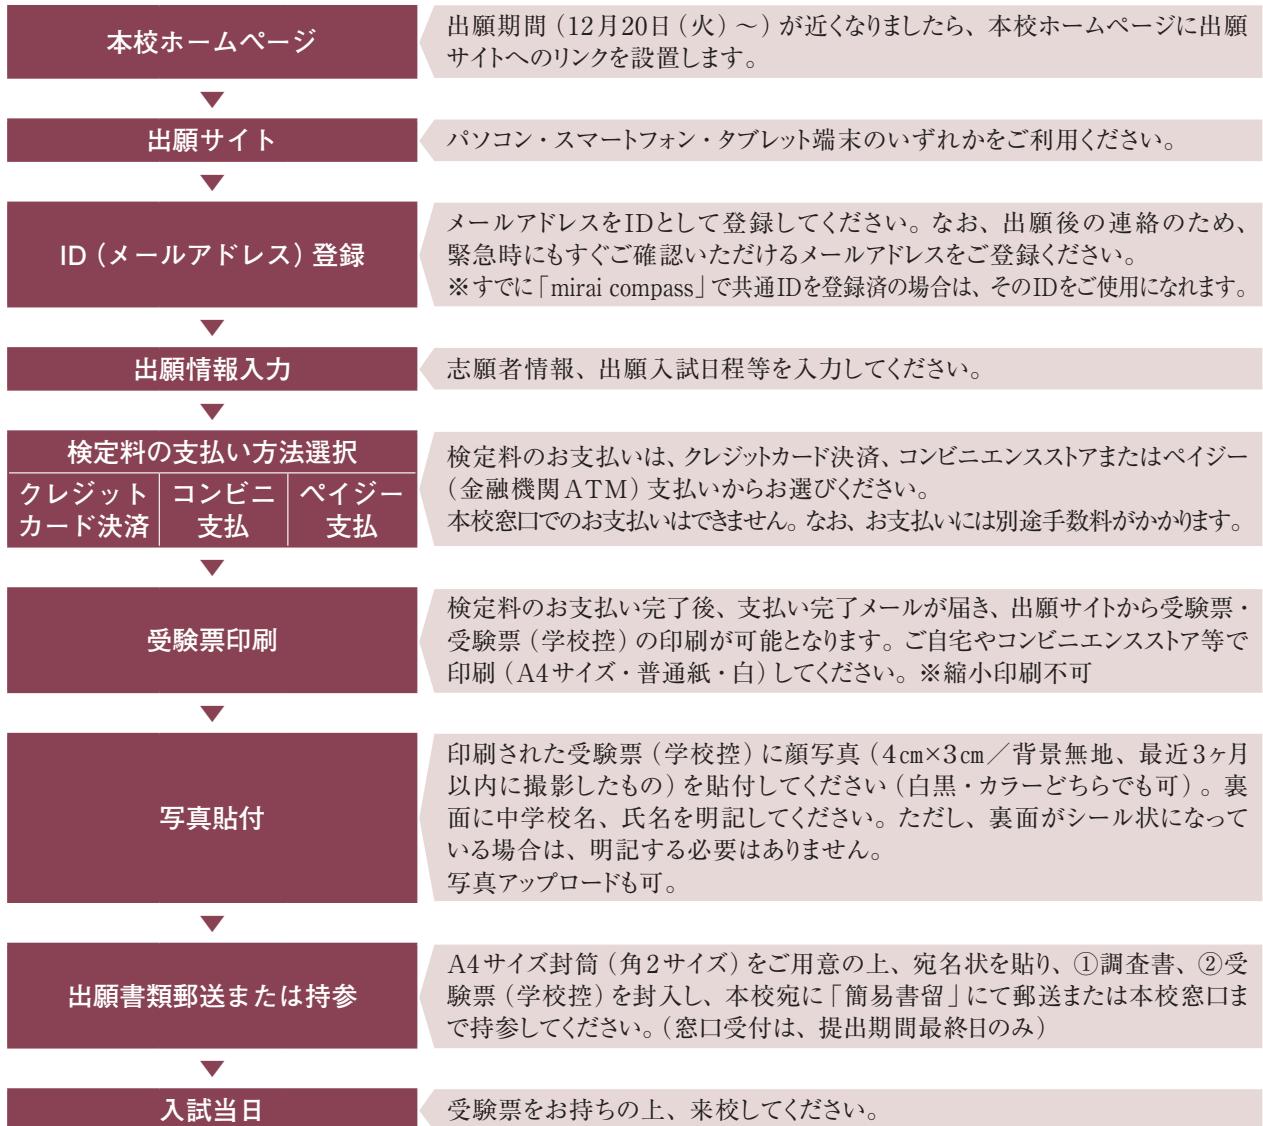 本校ホームページ
出願期間（12月20日（火）～）が近くなりましたら、本校ホームページに出願
サイトへのリンクを設置します。
出願サイト
パソコン・スマートフォン・タブレット端末のいずれかをご利用ください。
ID（メールアドレス）登録
メールアドレスをIDとして登録してください。なお、出願後の連絡のため、
緊急時にもすぐご確認いただけるメールアドレスをご登録ください。
※すでに「mirai compass」で共通IDを登録済の場合は、そのIDをご使用になれます。
出願情報入力
志願者情報、出願入試日程等を入力してください。
検定料の支払い方法選択
クレジット
カード決済
コンビニ
支払
ペイジー
支払
検定料のお支払いは、クレジットカード決済、コンビニエンスストアまたはペイジー
（金融機関ATM）支払いからお選びください。
本校窓口でのお支払いはできません。なお、お支払いには別途手数料がかかります。
受験票印刷
検定料のお支払い完了後、支払い完了メールが届き、出願サイトから受験票・
受験票（学校控）の印刷が可能となります。ご自宅やコンビニエンスストア等で
印刷（A4サイズ・普通紙・白）してください。※縮小印刷不可
写真貼付
印刷された受験票（学校控）に顔写真（4㎝×3㎝／背景無地、最近3ヶ月
以内に撮影したもの）を貼付してください（白黒・カラーどちらでも可）。裏
面に中学校名、氏名を明記してください。ただし、裏面がシール状になって
いる場合は、明記する必要はありません。
写真アップロードも可。
出願書類郵送または持参
A4サイズ封筒（角2サイズ）をご用意の上、宛名状を貼り、①調査書、②受
験票（学校控）を封入し、本校宛に「簡易書留」にて郵送または本校窓口ま
で持参してください。（窓口受付は、提出期間最終日のみ）
入試当日
受験票をお持ちの上、来校してください。